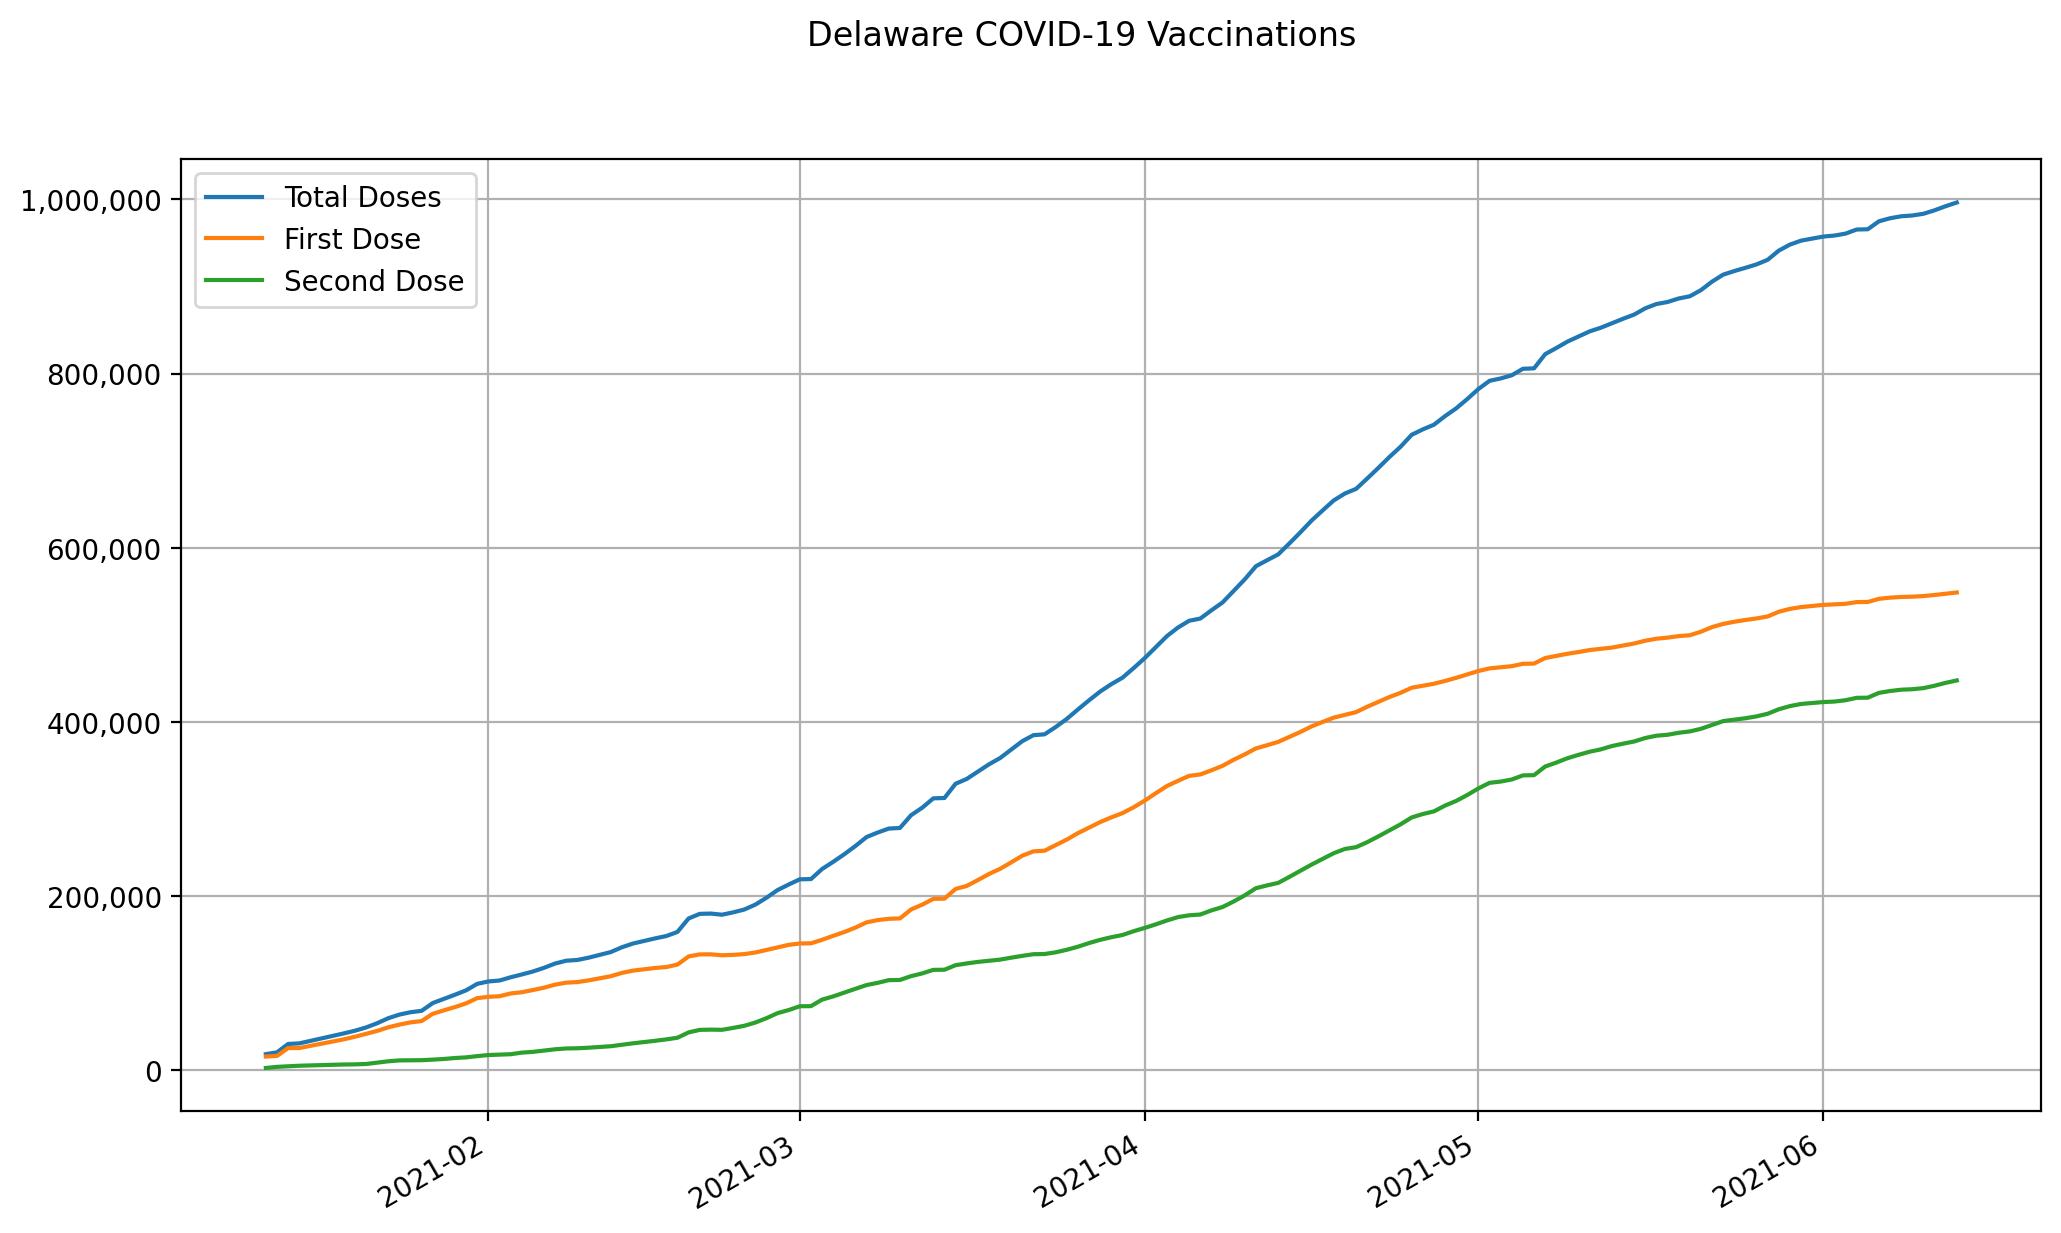 Delaware COVID-19 Vaccinations
Total Doses
First Dose
Second Dose
1,000,000
800,000
600,000
400,000
200,000
0
2021-02
2021-03
2021-04
2021-05
2021-06